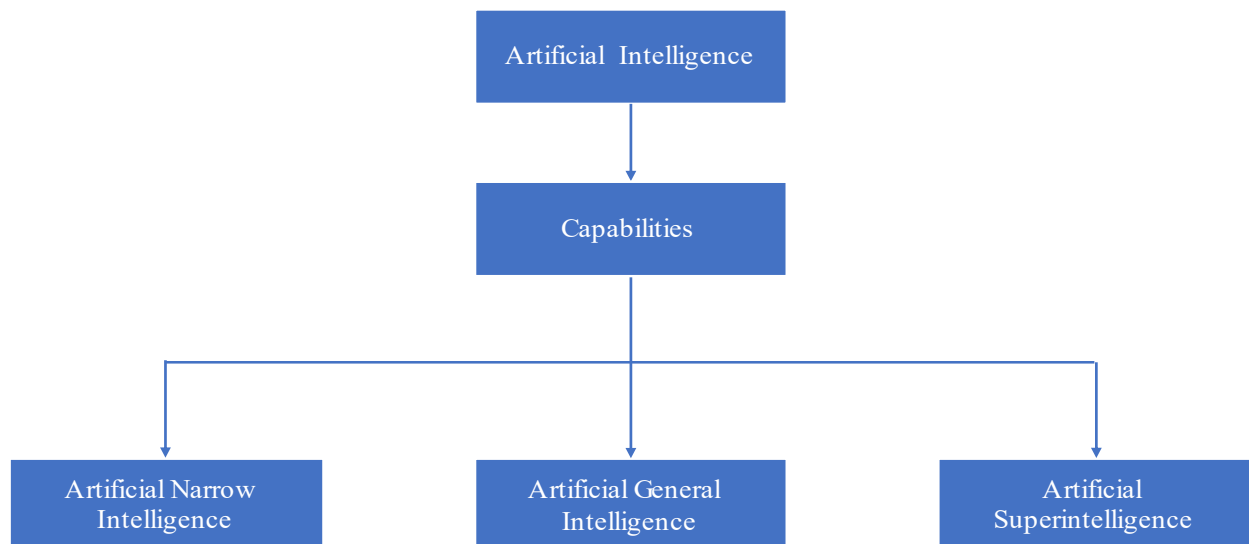 Artificial Intelligence
Capabilities
Artificial Narrow
Intelligence
Artificial General
Intelligence
Artificial
Superintelligence